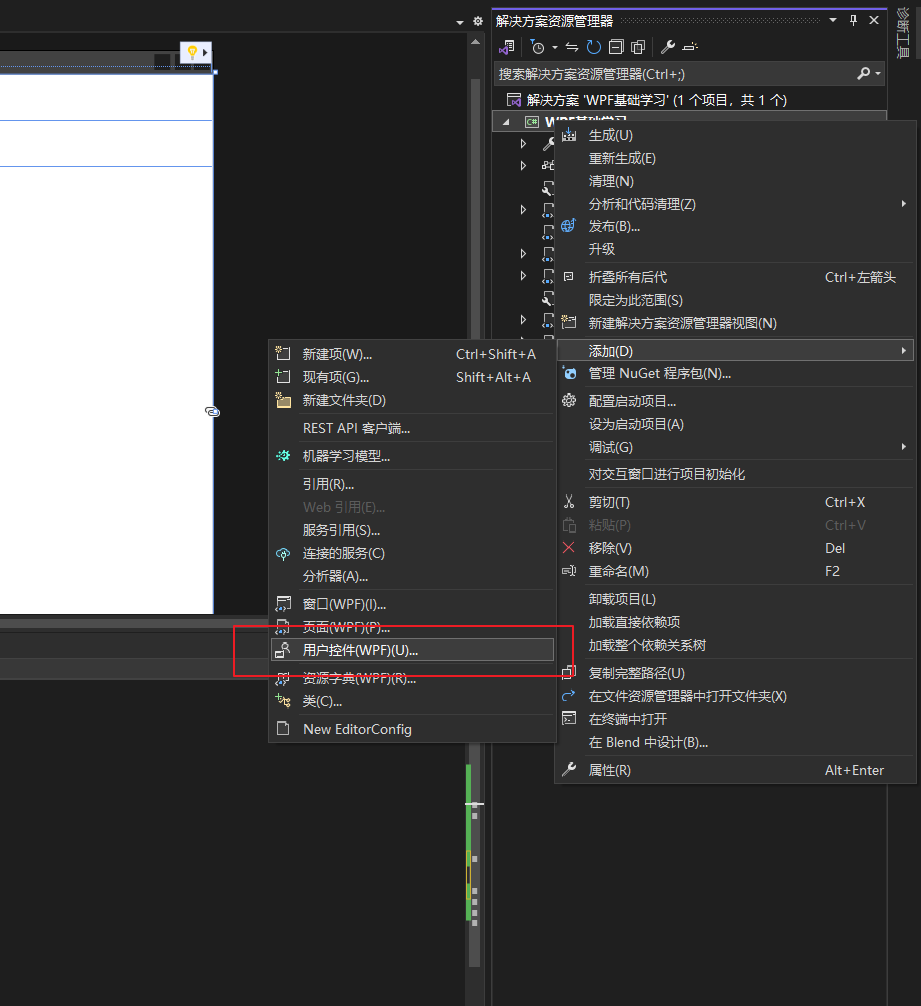 解决方案资源管理器
诊断工具
搜索解决方案资源管理器(Ctrl+;)
解决方案 'WPF基础学习' (1 个项目，共 1 个)
WPF基础学习
生成(U)
重新生成(E)
清理(N)
分析和代码清理(Z)
发布(B)...
升级
折叠所有后代 Ctrl+左箭头
限定为此范围(S)
新建解决方案资源管理器视图(N)
添加(D)
管理 NuGet 程序包(N)...
配置启动项目...
设为启动项目(A)
调试(G)
对交互窗口进行项目初始化
剪切(T) Ctrl+X
粘贴(P) Ctrl+V
移除(V) Del
重命名(M) F2
卸载项目(L)
加载直接依赖项
加载整个依赖关系树
复制完整路径(U)
在文件资源管理器中打开文件夹(X)
在终端中打开
在 Blend 中设计(B)...
属性(R) Alt+Enter
新建项(W)... Ctrl+Shift+A
现有项(G)... Shift+Alt+A
新建文件夹(D)
REST API 客户端...
机器学习模型...
引用(R)...
Web 引用(E)...
服务引用(S)...
连接的服务(C)
分析器(A)...
窗口(WPF)(I)...
页面(WPF)(P)...
用户控件(WPF)(U)...
资源字典(WPF)(R)...
类(C)...
New EditorConfig